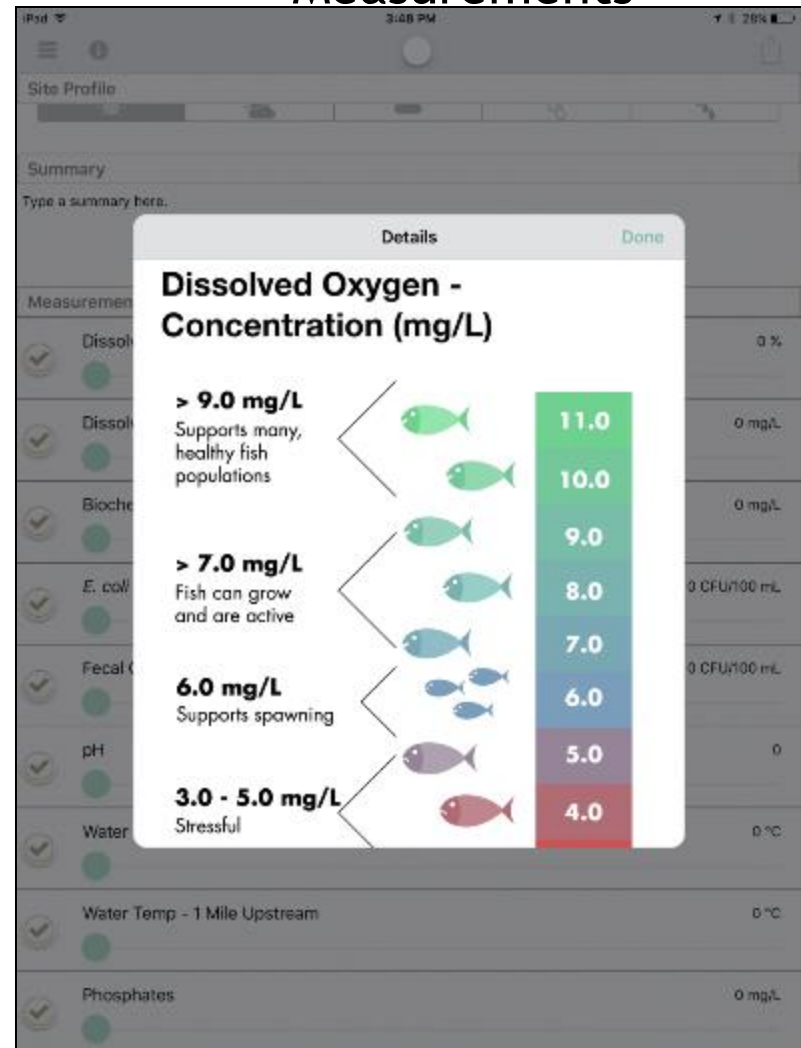 Measurements
iPad
3:48 PM
28%
Site Profile
Summary
Type a summary here.
Details
Done
Dissolved Oxygen -
Concentration (mg/L)
> 9.0 mg/L
Supports many,
healthy fish
populations
> 7.0 mg/L
Fish can grow
and are active
6.0 mg/L
Supports spawning
3.0 - 5.0 mg/L
Stressful
11.0
10.0
9.0
8.0
7.0
6.0
5.0
4.0
Measuremen
Dissol
0 %
Dissol
0 mg/L
Bioche
0 mg/L
E. coli
0 CFU/100 mL
Fecal
0 CFU/100 mL
pH
0
Water
0 °C
Water Temp - 1 Mile Upstream
0 °C
Phosphates
0 mg/L